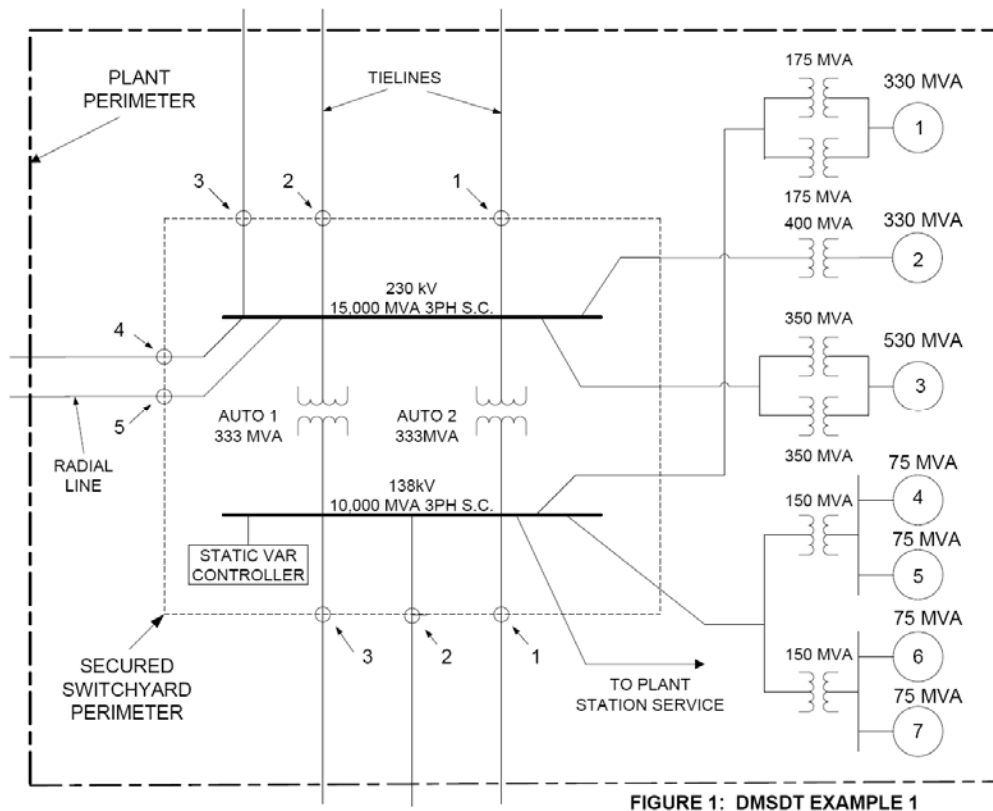 175 MVA
330 MVA
PLANT
PERIMETER
TIELINES
1
3
2
1
175 MVA
400 MVA
330 MVA
2
230 kV
15,000 MVA 3PH S.C.
4
350 MVA
530 MVA
3
5
AUTO 1
333 MVA
AUTO 2
333MVA
RADIAL
LINE
350 MVA
138kV
10,000 MVA 3PH S.C.
75 MVA
150 MVA
4
STATIC VAR
CONTROLLER
75 MVA
5
75 MVA
3
2
1
150 MVA
6
SECURED
SWITCHYARD
PERIMETER
TO PLANT
STATION SERVICE
75 MVA
7
FIGURE 1: DMSDT EXAMPLE 1